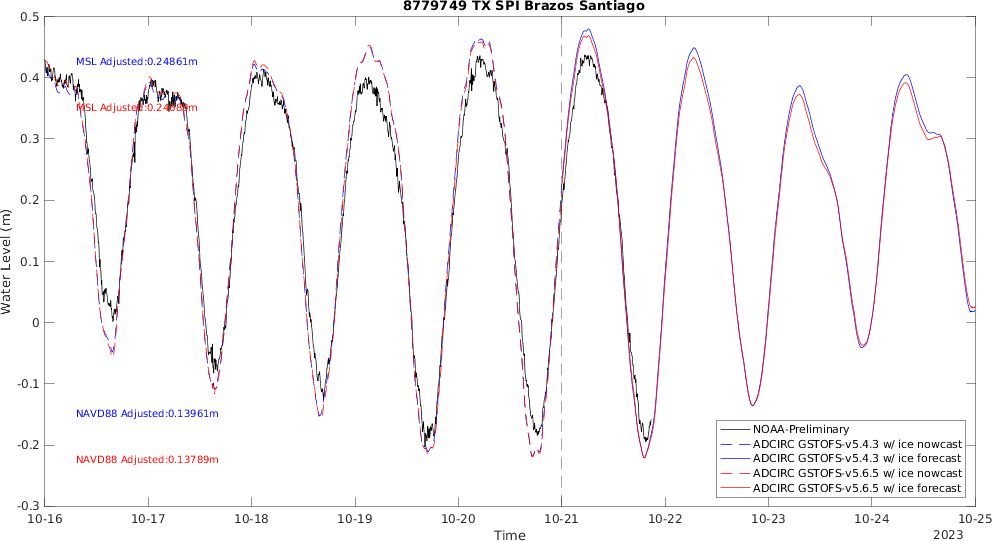 8779749 TX SPI Brazos Santiago
Water Level (m)
0.5
0.4
0.3
0.2
0.1
0
-0.1
-0.2
-0.3
MSL Adjusted:0.24861m
MSL Adjusted:
NAVD88 Adjusted:0.13961m
NAVD88 Adjusted:0.13789m
NOAA-Preliminary
ADCIRC GSTOFS-v5.4.3 w/ ice nowcast
ADCIRC GSTOFS-v5.4.3 w/ ice forecast
ADCIRC GSTOFS-v5.6.5 w/ ice nowcast
ADCIRC GSTOFS-v5.6.5 w/ ice forecast
10-16 10-17 10-18 10-19 10-20 10-21 10-22 10-23 10-24 10-25
Time
2023